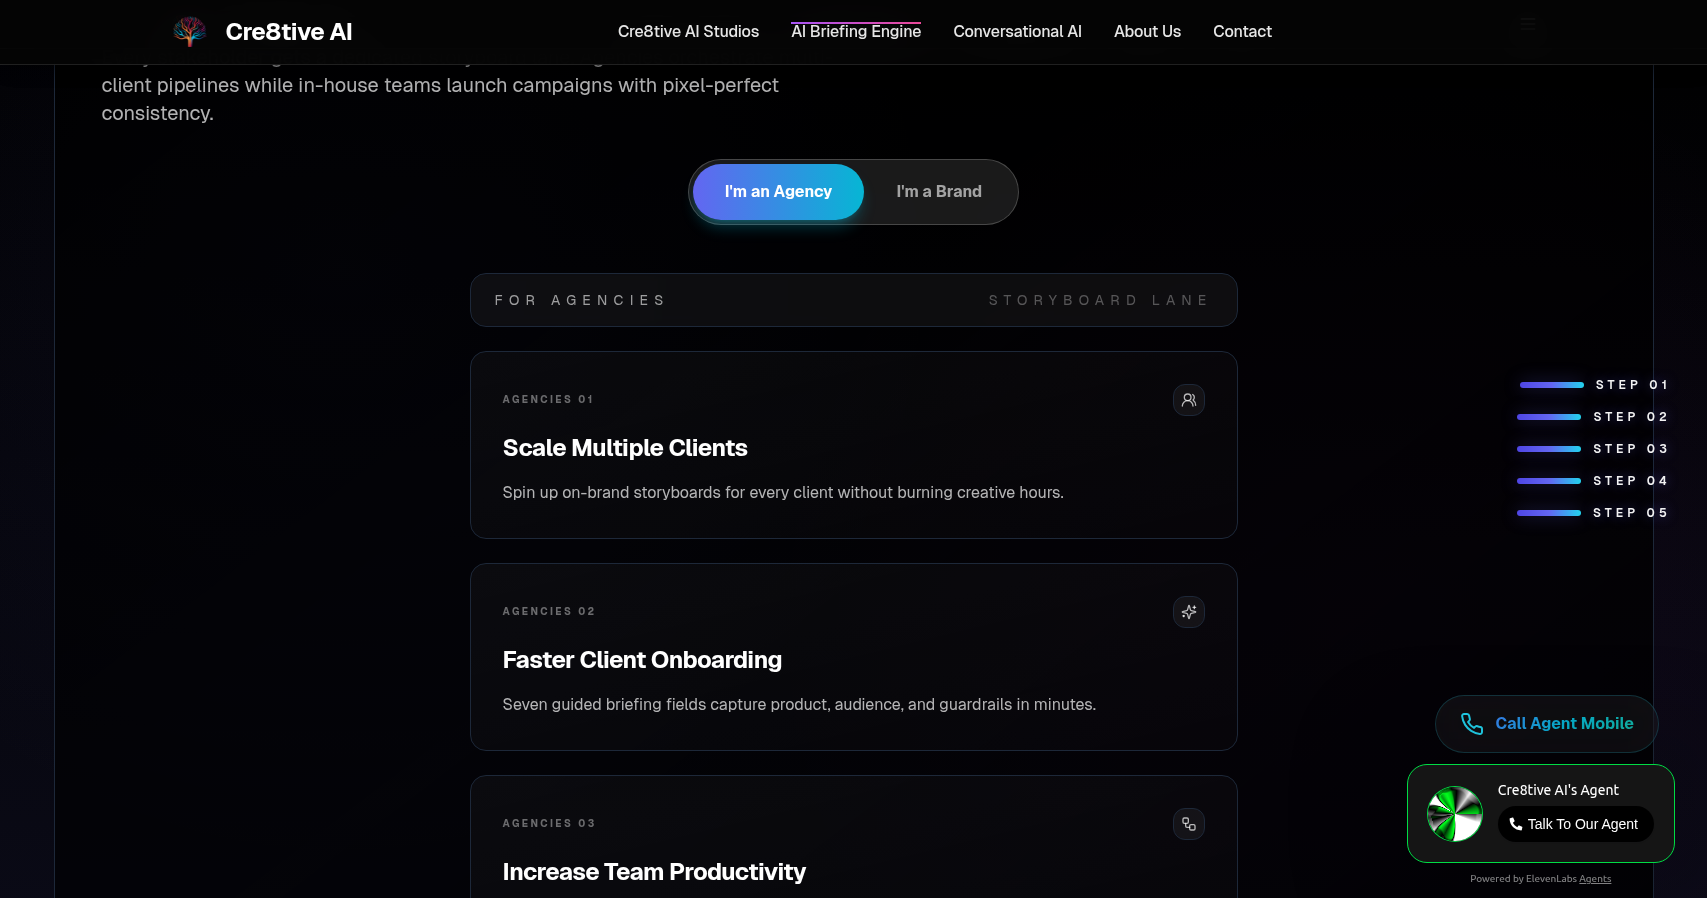 Cre8tive AI
Cre8tive AI Studios
AI Briefing Engine
Conversational AI
About Us
Contact
client pipelines while in-house teams launch campaigns with pixel-perfect
consistency.
I'm an Agency
I'm a Brand
FOR AGENCIES
STORYBOARD LANE
AGENCIES 01
Scale Multiple Clients
Spin up on-brand storyboards for every client without burning creative hours.
STEP 01
STEP 02
STEP 03
STEP 04
STEP 05
AGENCIES 02
Faster Client Onboarding
Seven guided briefing fields capture product, audience, and guardrails in minutes.
Call Agent Mobile
Cre8tive AI's Agent
Talk To Our Agent
AGENCIES 03
Increase Team Productivity
Powered by ElevenLabs Agents